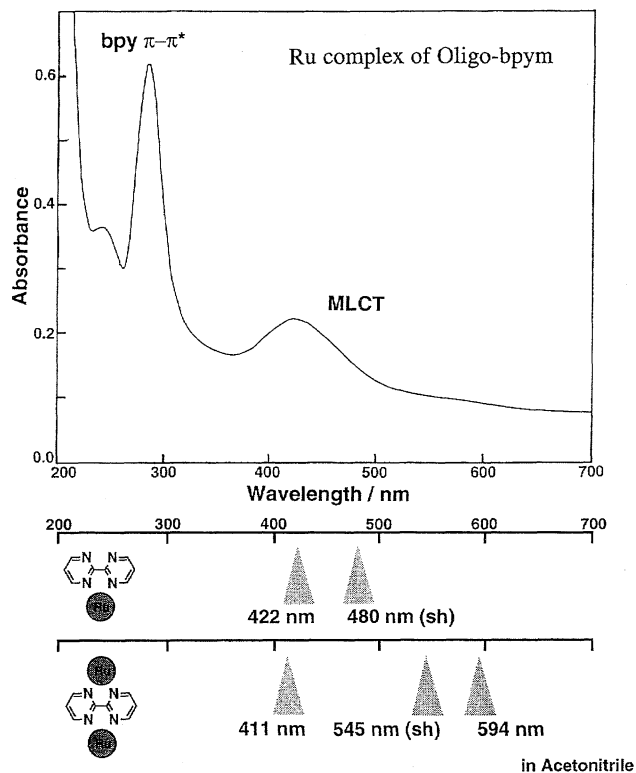 bpy π–π*
Ru complex of Oligo-bpym
0.6
0.4
Absorbance
MLCT
0.2
0.0
200 300 400 500 600 700
Wavelength / nm
200 300 400 500 600 700
N N
N N
Ru
422 nm 480 nm (sh)
Ru
N N
N N
Ru
411 nm 545 nm (sh) 594 nm
in Acetonitrile